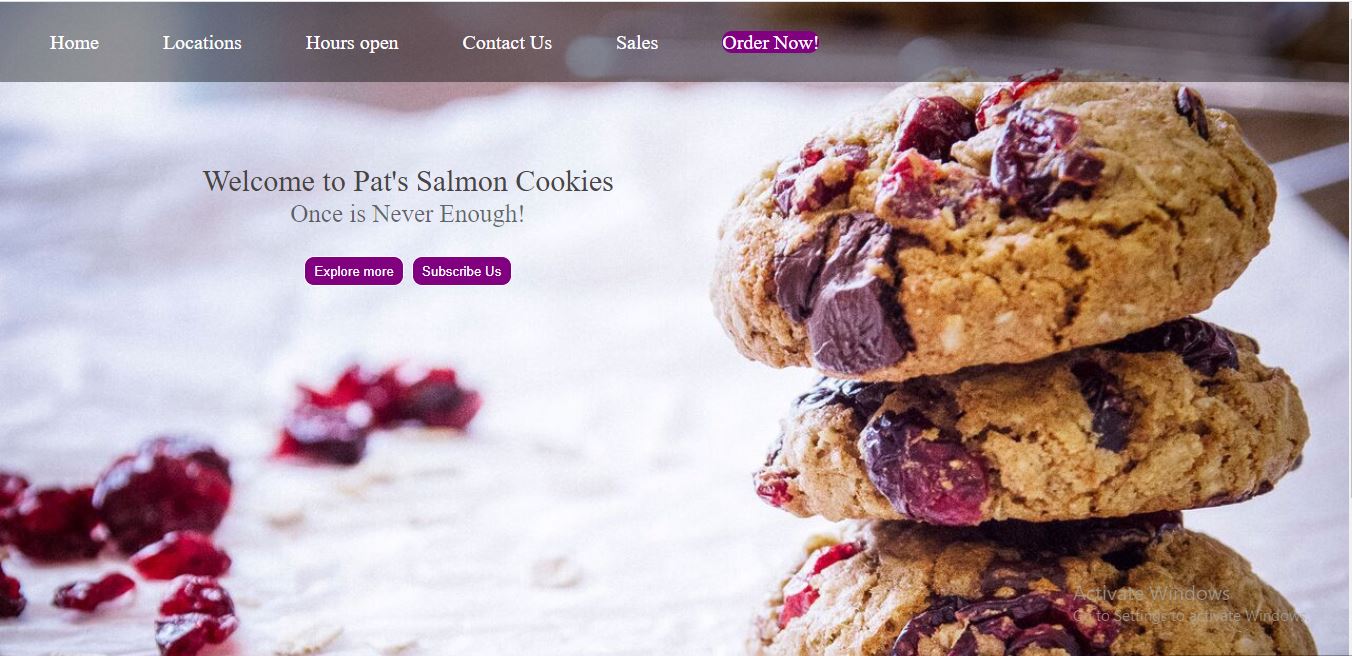 Home Locations Hours open Contact Us Sales Order Now!
Welcome to Pat's Salmon Cookies
Once is Never Enough!
Explore more Subscribe Us
Activate Windows
Go to Settings to activate Windows.